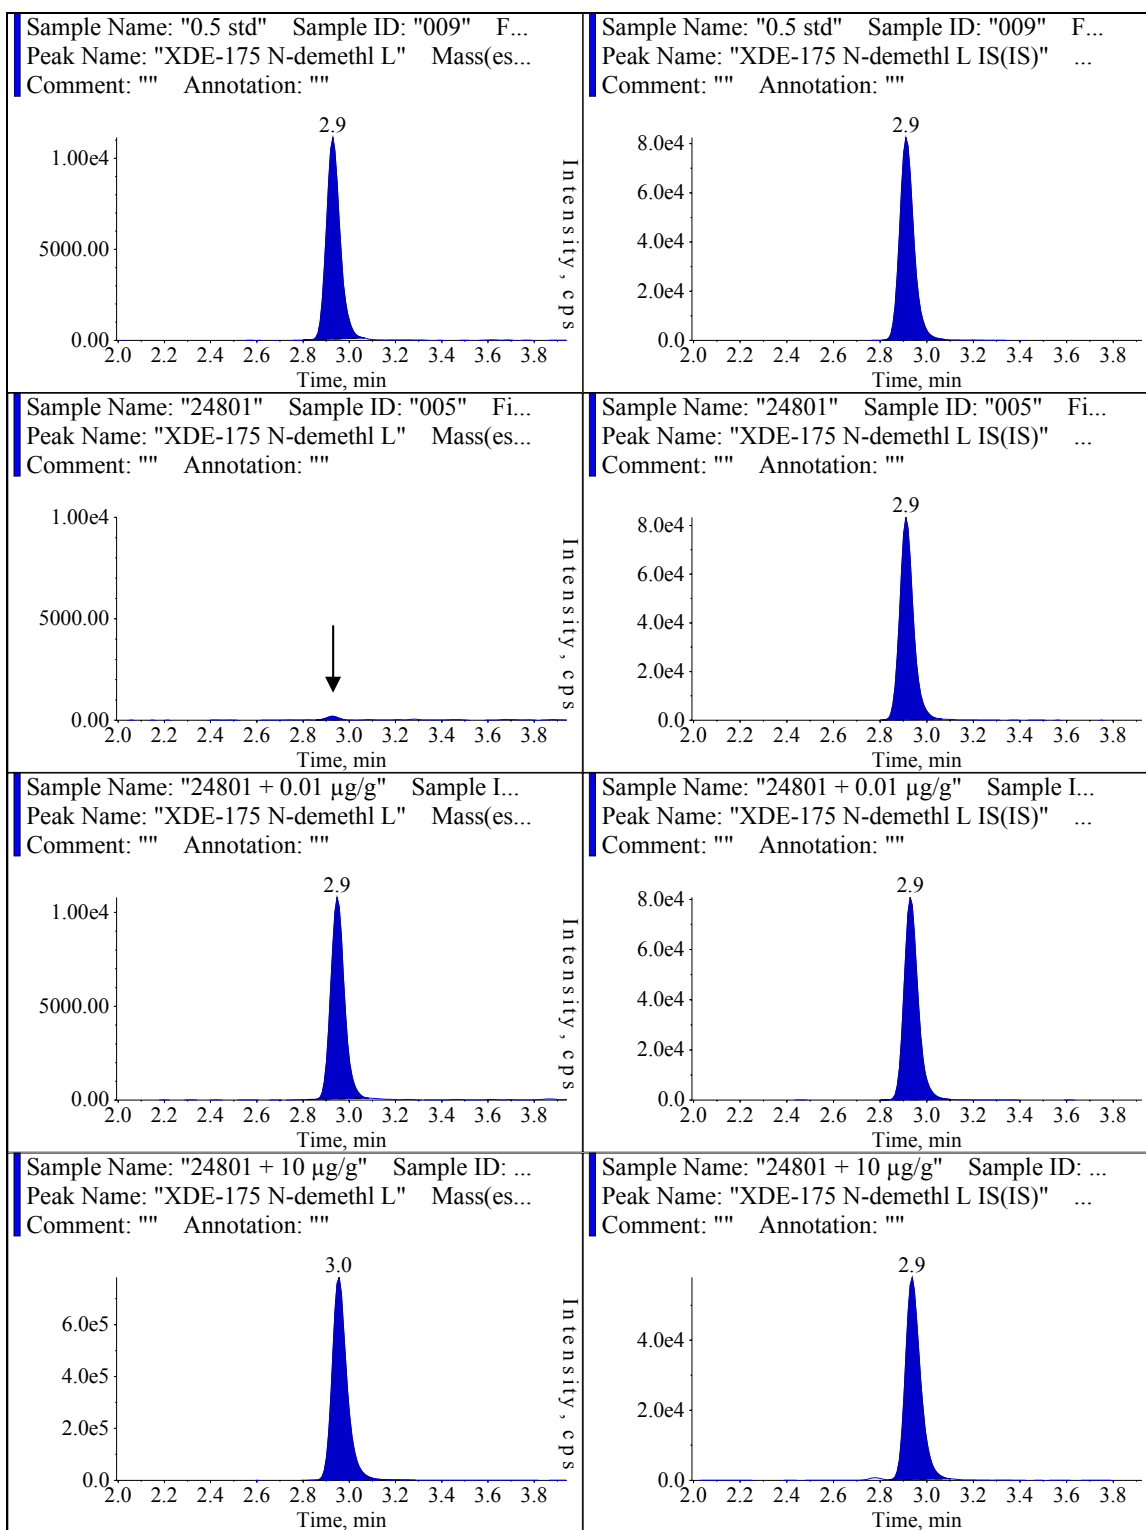 Sample Name: "0.5 std"    Sample ID: "009"    F...
Peak Name: "XDE-175 N-demethl L"    Mass(es...
Comment: ""    Annotation: ""
2.9
1.00e4
5000.00
0.00
2.0 2.2 2.4 2.6 2.8 3.0 3.2 3.4 3.6 3.8
Time, min
Intensity, cps
Sample Name: "0.5 std"    Sample ID: "009"    F...
Peak Name: "XDE-175 N-demethl L IS(IS)"    ...
Comment: ""    Annotation: ""
2.9
8.0e4
6.0e4
4.0e4
2.0e4
0.0
2.0 2.2 2.4 2.6 2.8 3.0 3.2 3.4 3.6 3.8
Time, min
Sample Name: "24801"    Sample ID: "005"    Fi...
Peak Name: "XDE-175 N-demethl L"    Mass(es...
Comment: ""    Annotation: ""
1.00e4
5000.00
0.00
2.0 2.2 2.4 2.6 2.8 3.0 3.2 3.4 3.6 3.8
Time, min
Intensity, cps
Sample Name: "24801"    Sample ID: "005"    Fi...
Peak Name: "XDE-175 N-demethl L IS(IS)"    ...
Comment: ""    Annotation: ""
2.9
8.0e4
6.0e4
4.0e4
2.0e4
0.0
2.0 2.2 2.4 2.6 2.8 3.0 3.2 3.4 3.6 3.8
Time, min
Sample Name: "24801 + 0.01 µg/g"    Sample I...
Peak Name: "XDE-175 N-demethl L"    Mass(es...
Comment: ""    Annotation: ""
2.9
1.00e4
5000.00
0.00
2.0 2.2 2.4 2.6 2.8 3.0 3.2 3.4 3.6 3.8
Time, min
Intensity, cps
Sample Name: "24801 + 0.01 µg/g"    Sample I...
Peak Name: "XDE-175 N-demethl L IS(IS)"    ...
Comment: ""    Annotation: ""
2.9
8.0e4
6.0e4
4.0e4
2.0e4
0.0
2.0 2.2 2.4 2.6 2.8 3.0 3.2 3.4 3.6 3.8
Time, min
Sample Name: "24801 + 10 µg/g"    Sample ID: ...
Peak Name: "XDE-175 N-demethl L"    Mass(es...
Comment: ""    Annotation: ""
3.0
6.0e5
4.0e5
2.0e5
0.0
2.0 2.2 2.4 2.6 2.8 3.0 3.2 3.4 3.6 3.8
Time, min
Intensity, cps
Sample Name: "24801 + 10 µg/g"    Sample ID: ...
Peak Name: "XDE-175 N-demethl L IS(IS)"    ...
Comment: ""    Annotation: ""
2.9
4.0e4
2.0e4
0.0
2.0 2.2 2.4 2.6 2.8 3.0 3.2 3.4 3.6 3.8
Time, min